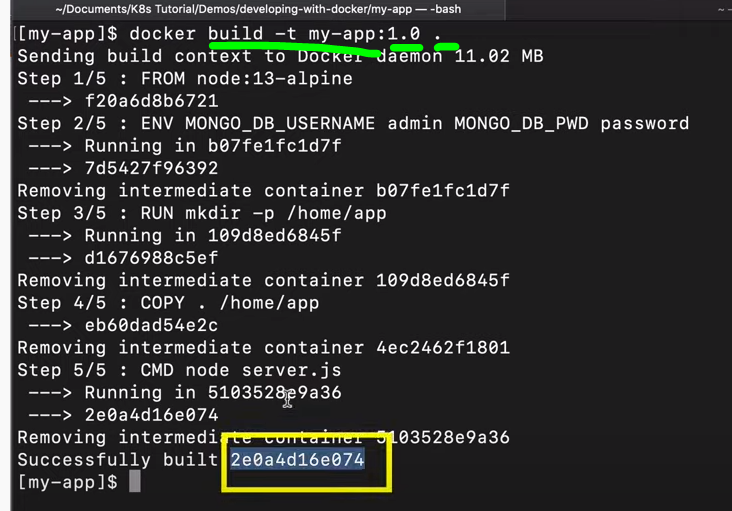 ~/Documents/K8s Tutorial/Demos/developing-with-docker/my-app — -bash
[my-app]$ docker build -t my-app:1.0 .
Sending build context to Docker daemon 11.02 MB
Step 1/5 : FROM node:13-alpine
---> f20a6d8b6721
Step 2/5 : ENV MONGO_DB_USERNAME admin MONGO_DB_PWD password
---> Running in b07fe1fc1d7f
---> 7d5427f96392
Removing intermediate container b07fe1fc1d7f
Step 3/5 : RUN mkdir -p /home/app
---> Running in 109d8ed6845f
---> d1676988c5ef
Removing intermediate container 109d8ed6845f
Step 4/5 : COPY . /home/app
---> eb60dad54e2c
Removing intermediate container 4ec2462f1801
Step 5/5 : CMD node server.js
---> Running in 5103528e9a36
---> 2e0a4d16e074
Removing intermediate container 5103528e9a36
Successfully built 2e0a4d16e074
[my-app]$